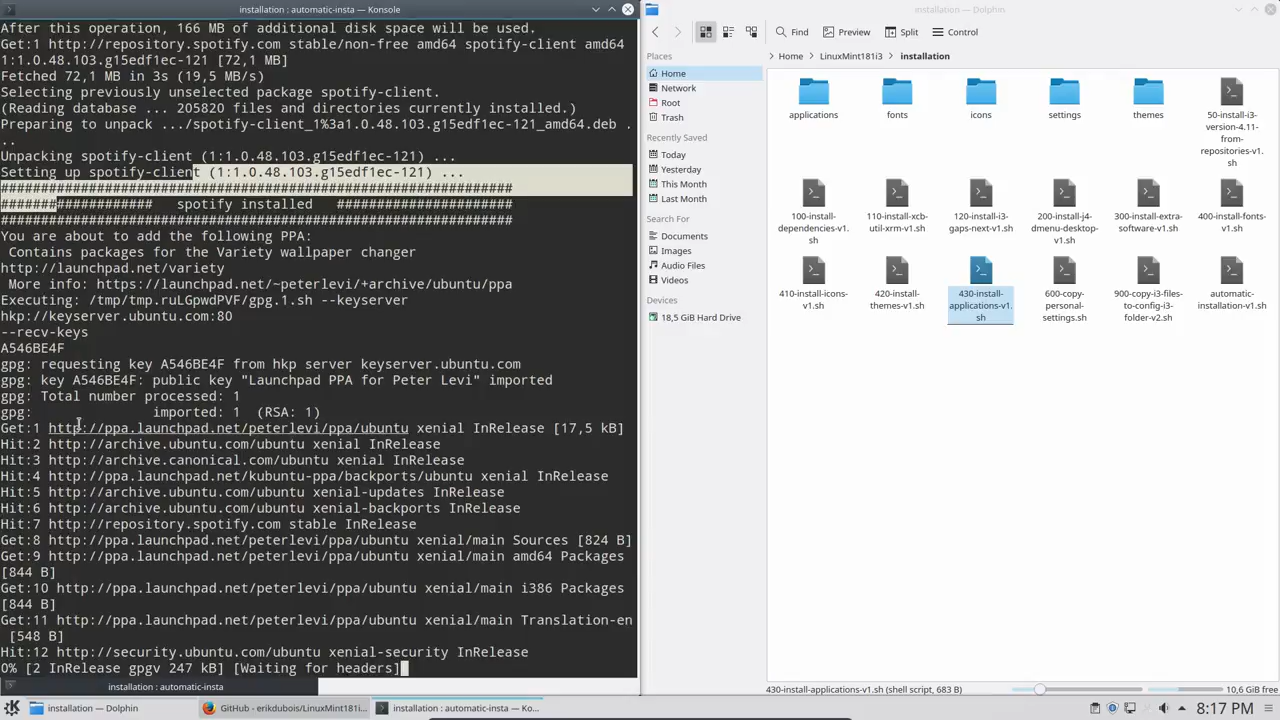 installation : automatic-insta — Konsole
After this operation, 166 MB of additional disk space will be used.
Get:1 http://repository.spotify.com stable/non-free amd64 spotify-client amd64
1:1.0.48.103.g15edf1ec-121 [72,1 MB]
Fetched 72,1 MB in 3s (19,5 MB/s)
Selecting previously unselected package spotify-client.
(Reading database ... 205820 files and directories currently installed.)
Preparing to unpack .../spotify-client_1%3a1.0.48.103.g15edf1ec-121_amd64.deb .
..
Unpacking spotify-client (1:1.0.48.103.g15edf1ec-121) ...
Setting up spotify-client (1:1.0.48.103.g15edf1ec-121) ...
################################################################
###################   spotify installed   ######################
################################################################
You are about to add the following PPA:
Contains packages for the Variety wallpaper changer
http://launchpad.net/variety
More info: https://launchpad.net/~peterlevi/+archive/ubuntu/ppa
Executing: /tmp/tmp.ruLGpwdPVF/gpg.1.sh --keyserver
hkp://keyserver.ubuntu.com:80
--recv-keys
A546BE4F
gpg: requesting key A546BE4F from hkp server keyserver.ubuntu.com
gpg: key A546BE4F: public key "Launchpad PPA for Peter Levi" imported
gpg: Total number processed: 1
gpg:               imported: 1  (RSA: 1)
Get:1 http://ppa.launchpad.net/peterlevi/ppa/ubuntu xenial InRelease [17,5 kB]
Hit:2 http://archive.ubuntu.com/ubuntu xenial InRelease
Hit:3 http://archive.canonical.com/ubuntu xenial InRelease
Hit:4 http://ppa.launchpad.net/kubuntu-ppa/backports/ubuntu xenial InRelease
Hit:5 http://archive.ubuntu.com/ubuntu xenial-updates InRelease
Hit:6 http://archive.ubuntu.com/ubuntu xenial-backports InRelease
Hit:7 http://repository.spotify.com stable InRelease
Get:8 http://ppa.launchpad.net/peterlevi/ppa/ubuntu xenial/main Sources [824 B]
Get:9 http://ppa.launchpad.net/peterlevi/ppa/ubuntu xenial/main amd64 Packages
[844 B]
Get:10 http://ppa.launchpad.net/peterlevi/ppa/ubuntu xenial/main i386 Packages
[844 B]
Get:11 http://ppa.launchpad.net/peterlevi/ppa/ubuntu xenial/main Translation-en
[548 B]
Hit:12 http://security.ubuntu.com/ubuntu xenial-security InRelease
0% [2 InRelease gpgv 247 kB] [Waiting for headers]
installation : automatic-insta
installation — Dolphin
Find
Preview
Split
Control
Places
Home
Network
Root
Trash
Recently Saved
Today
Yesterday
This Month
Last Month
Search For
Documents
Images
Audio Files
Videos
Devices
18,5 GiB Hard Drive
> Home > LinuxMint181i3 > installation
applications
fonts
icons
settings
themes
50-install-i3-
version-4.11-
from-
repositories-v1.
sh
100-install-
dependencies-v1.
sh
110-install-xcb-
util-xrm-v1.sh
120-install-i3-
gaps-next-v1.sh
200-install-j4-
dmenu-desktop-
v1.sh
300-install-extra-
software-v1.sh
400-install-fonts-
v1.sh
410-install-icons-
v1.sh
420-install-
themes-v1.sh
430-install-
applications-v1.
sh
600-copy-
personal-
settings.sh
900-copy-i3-files-
to-config-i3-
folder-v2.sh
automatic-
installation-v1.sh
430-install-applications-v1.sh (shell script, 683 B)
10,6 GiB free
installation — Dolphin
GitHub - erikdubois/LinuxMint181i...
installation : automatic-insta — Ko...
8:17 PM